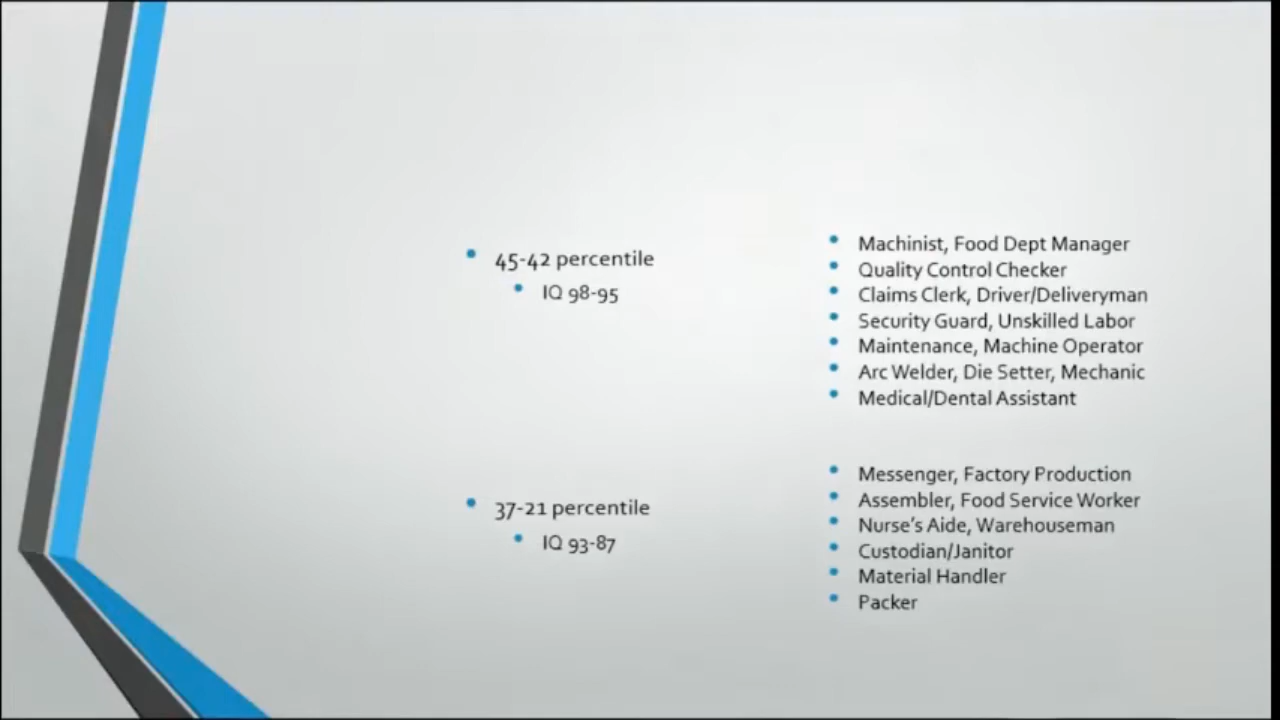 45-42 percentile
IQ 98-95
Machinist, Food Dept Manager
Quality Control Checker
Claims Clerk, Driver/Deliveryman
Security Guard, Unskilled Labor
Maintenance, Machine Operator
Arc Welder, Die Setter, Mechanic
Medical/Dental Assistant
37-21 percentile
IQ 93-87
Messenger, Factory Production
Assembler, Food Service Worker
Nurse's Aide, Warehouseman
Custodian/Janitor
Material Handler
Packer